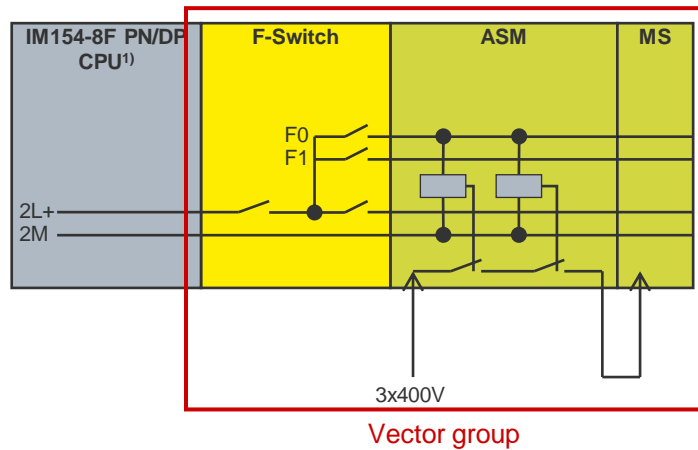 IM154-8F PN/DP
CPU1)
F-Switch
ASM
MS
F0
F1
2L+
2M
3x400V
Vector group